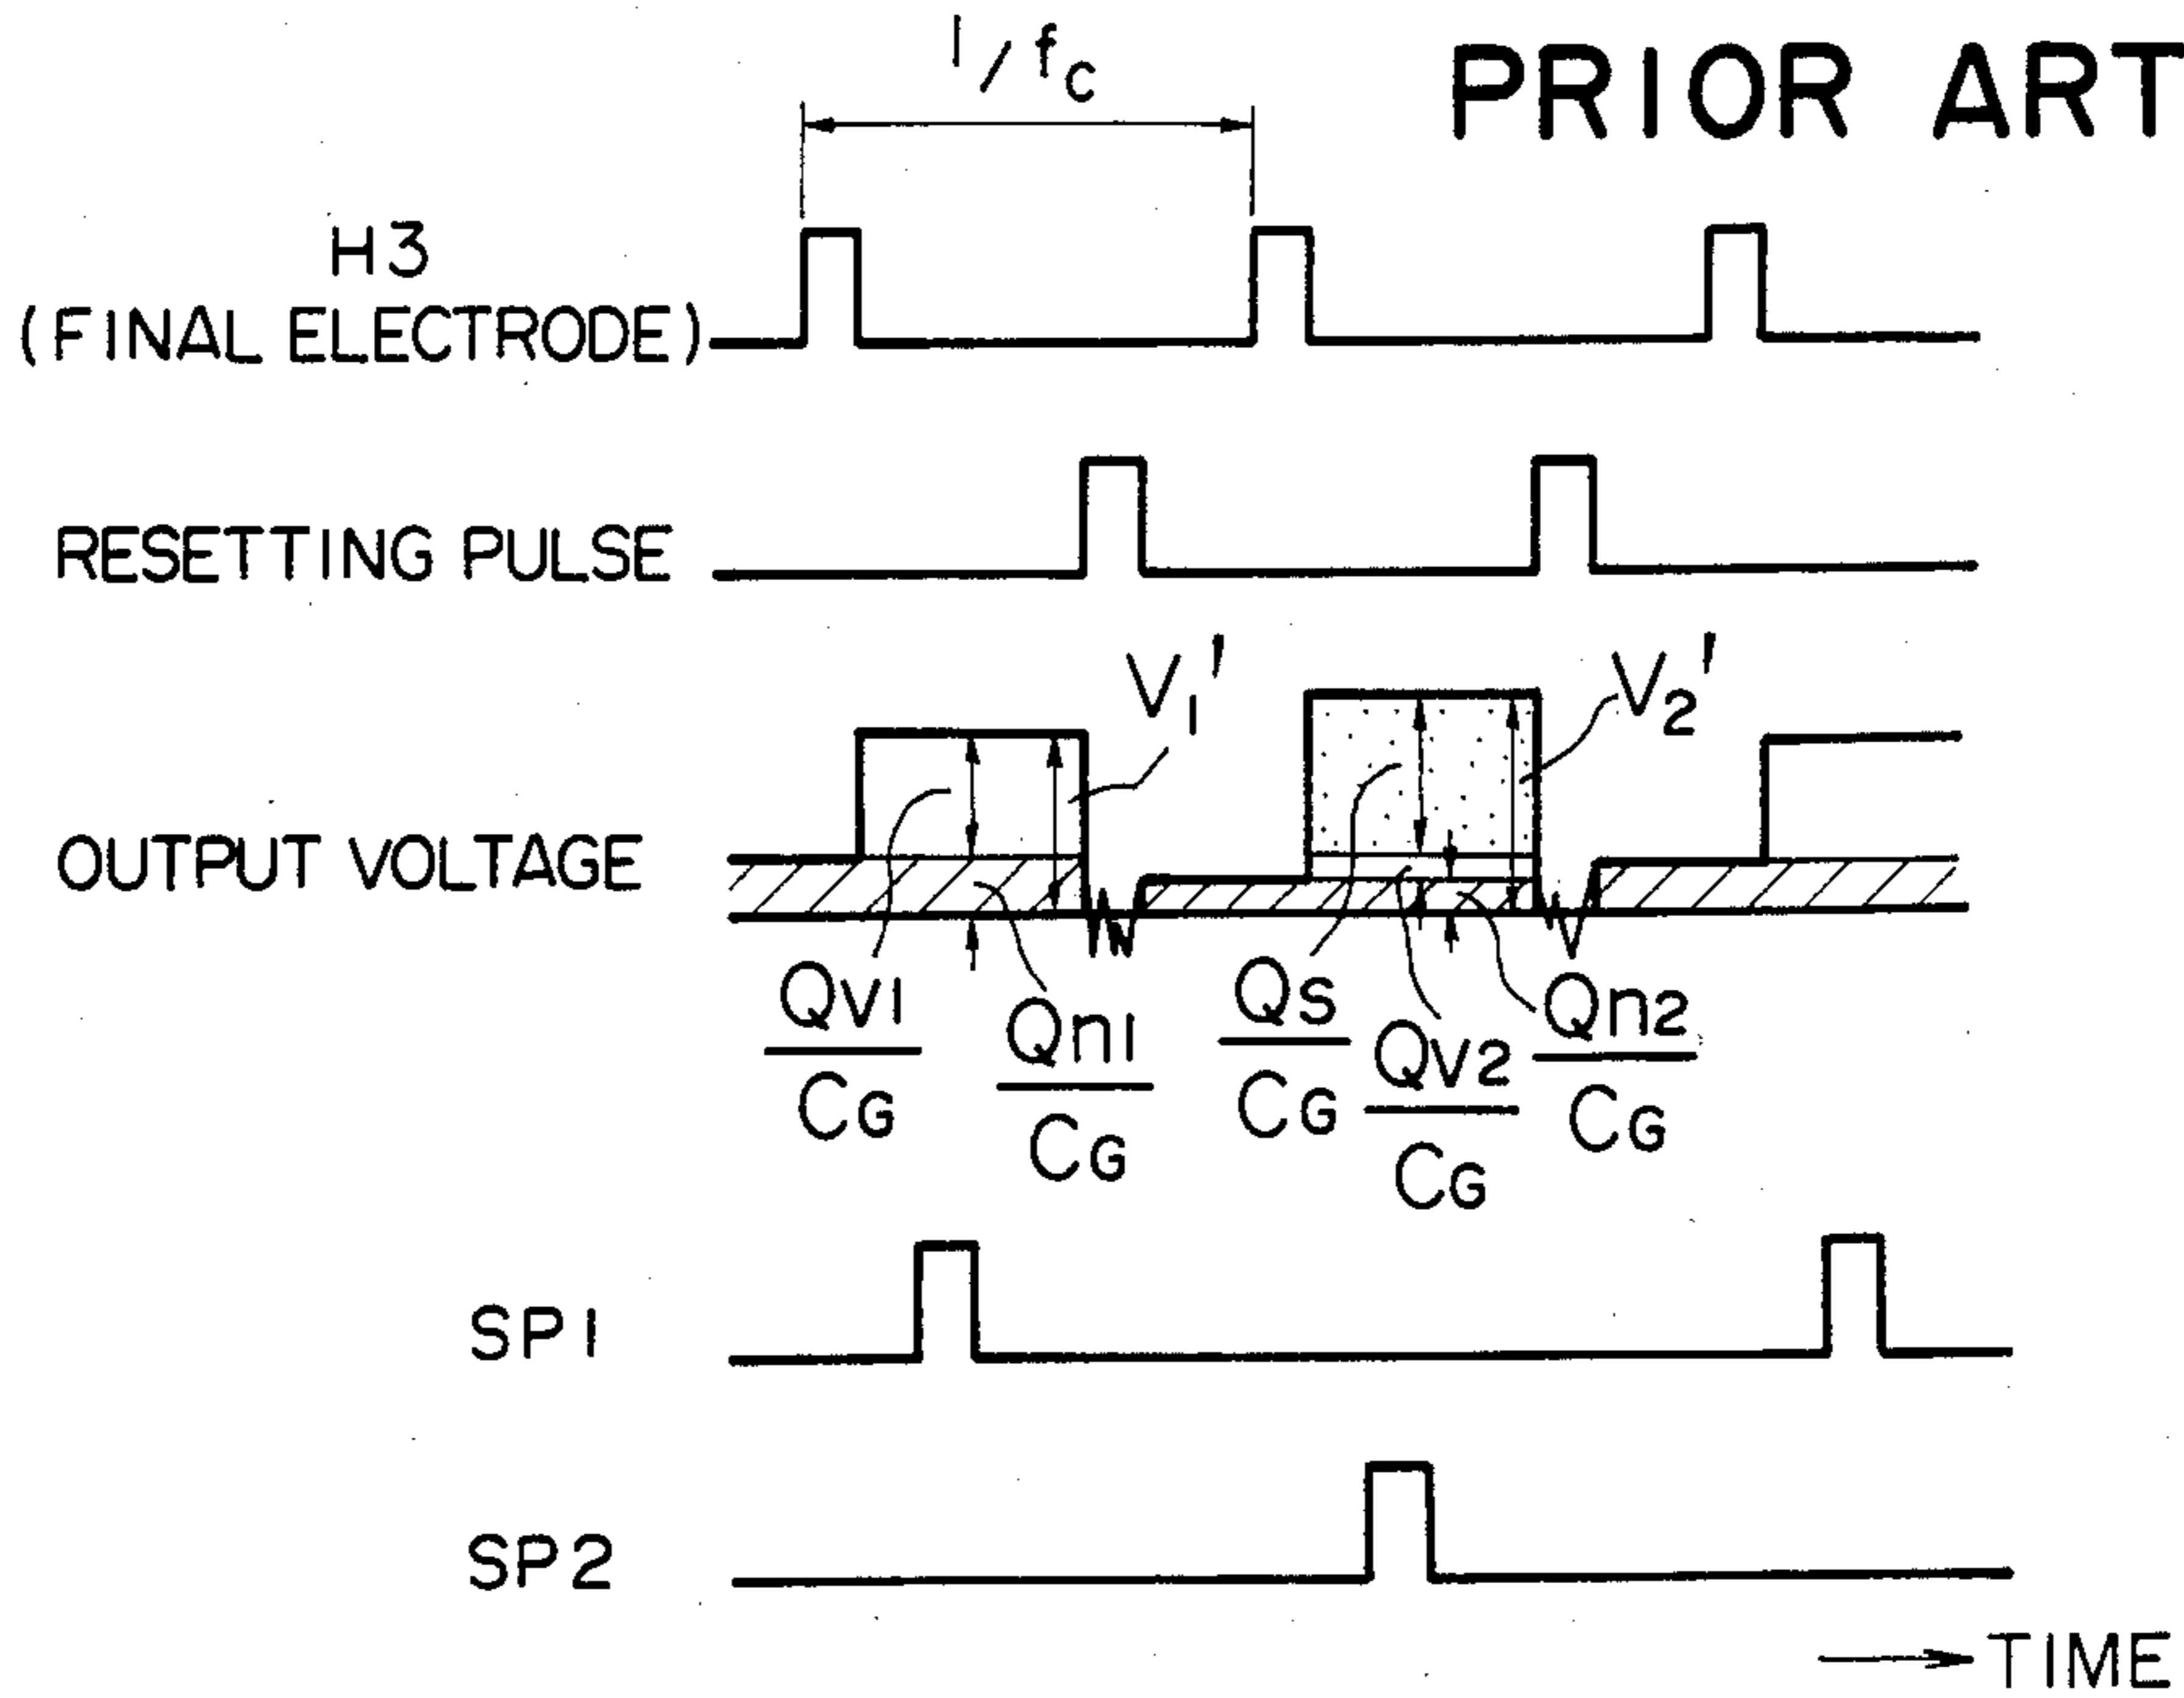 1/fC
PRIOR ART
H3
(FINAL ELECTRODE)
RESETTING PULSE
V1'
V2'
OUTPUT VOLTAGE
QV1
CG
Qn1
CG
QS
CG
QV2
CG
Qn2
CG
SP1
SP2
TIME